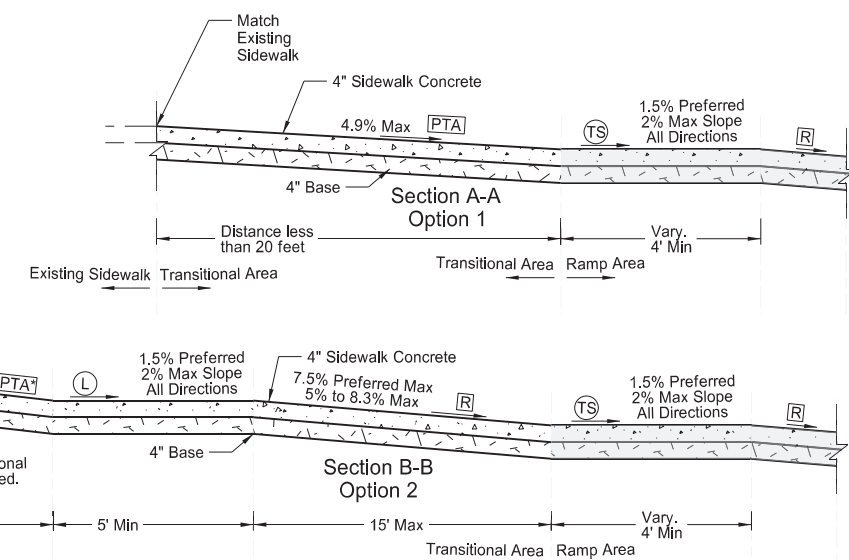 Match
Existing
Sidewalk
4" Sidewalk Concrete
4.9% Max PTA
TS
1.5% Preferred
2% Max Slope
All Directions
R
4" Base
Section A-A
Option 1
Distance less
than 20 feet
Vary.
4' Min
Existing Sidewalk Transitional Area
Transitional Area Ramp Area
PTA*
L
1.5% Preferred
2% Max Slope
All Directions
4" Sidewalk Concrete
7.5% Preferred Max
5% to 8.3% Max
R
TS
1.5% Preferred
2% Max Slope
All Directions
R
4" Base
Section B-B
Option 2
5' Min
15' Max
Vary.
4' Min
Transitional Area Ramp Area